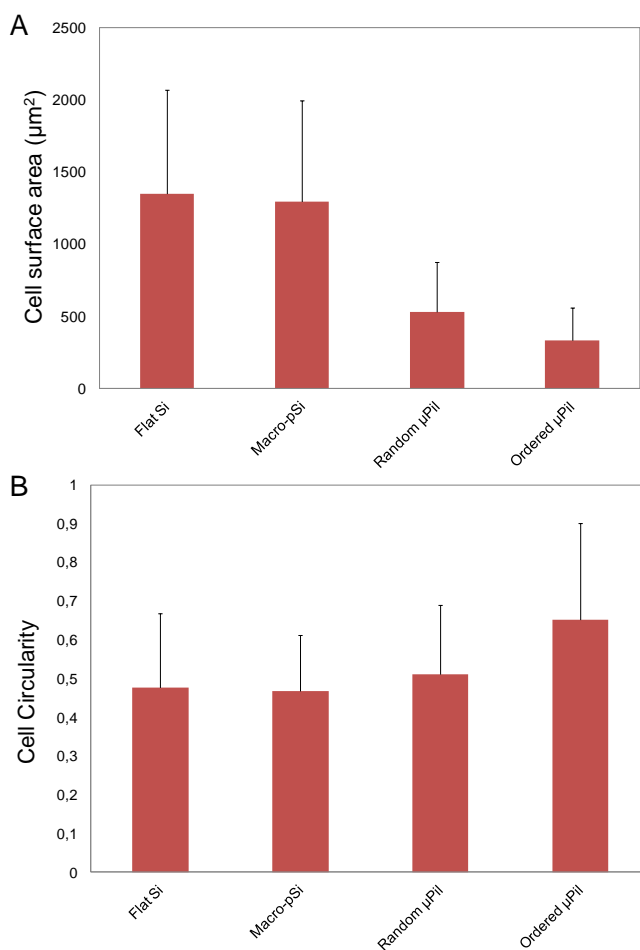 A
Cell surface area (µm²)
2500
2000
1500
1000
500
0
Flat Si
Macro-pSi
Random µPil
Ordered µPil
B
Cell Circularity
1
0,9
0,8
0,7
0,6
0,5
0,4
0,3
0,2
0,1
0
Flat Si
Macro-pSi
Random µPil
Ordered µPil